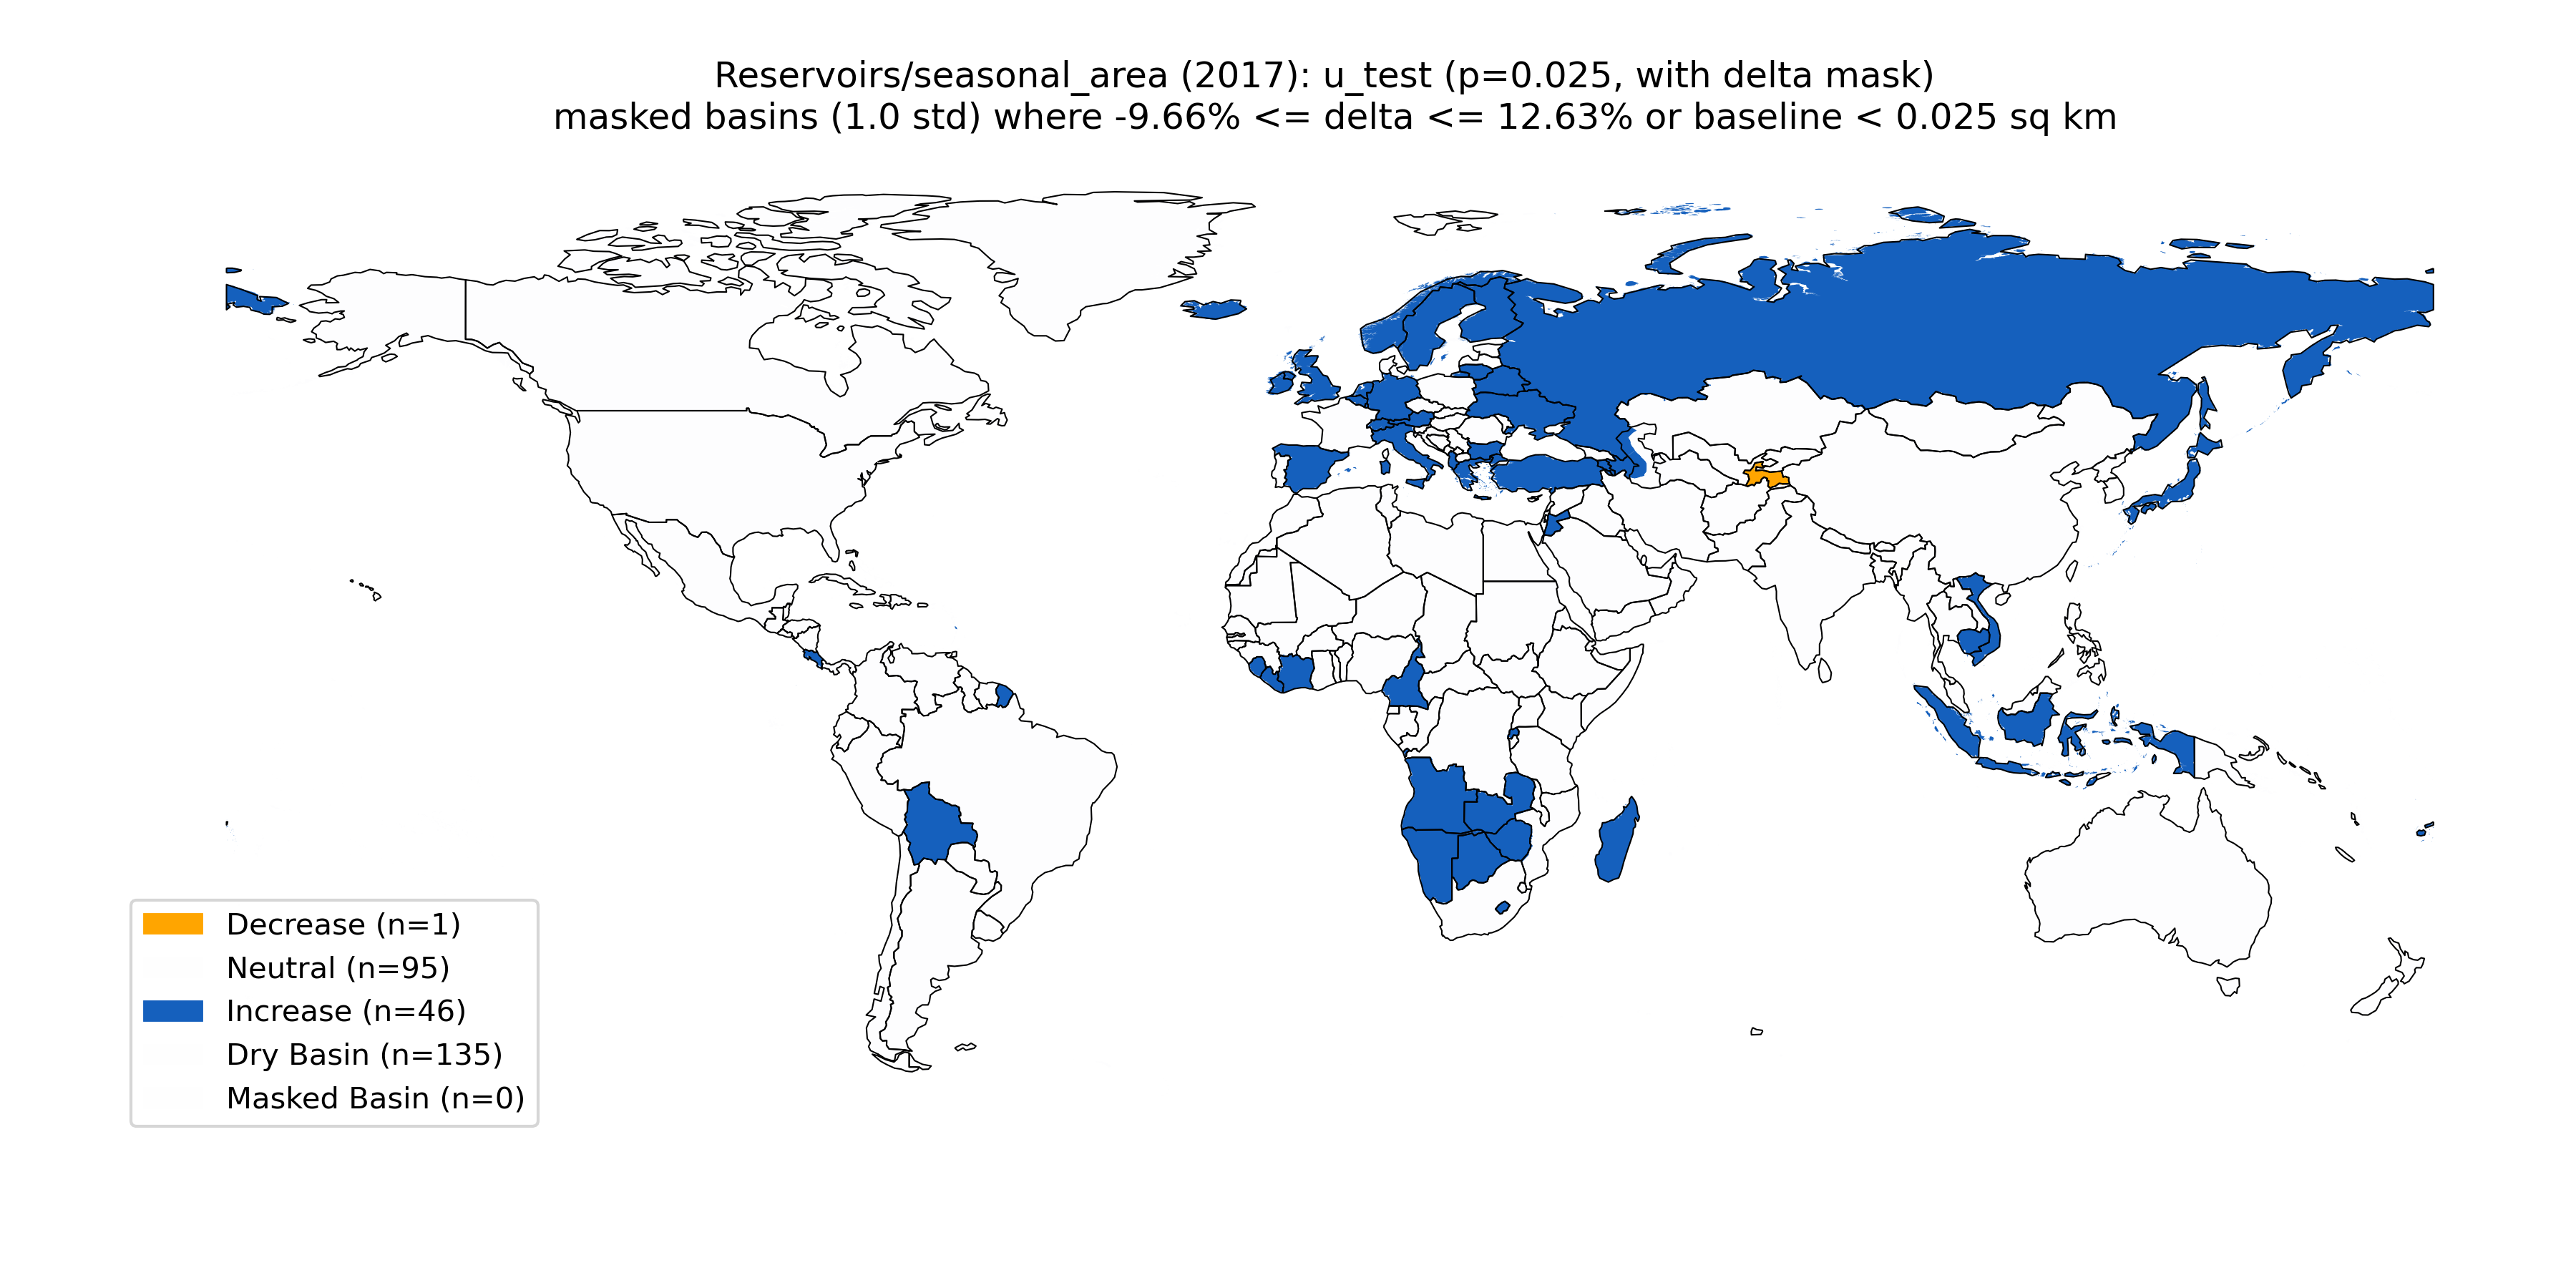 Reservoirs/seasonal_area (2017): u_test (p=0.025, with delta mask)
masked basins (1.0 std) where -9.66% <= delta <= 12.63% or baseline < 0.025 sq km
Decrease (n=1)
Neutral (n=95)
Increase (n=46)
Dry Basin (n=135)
Masked Basin (n=0)